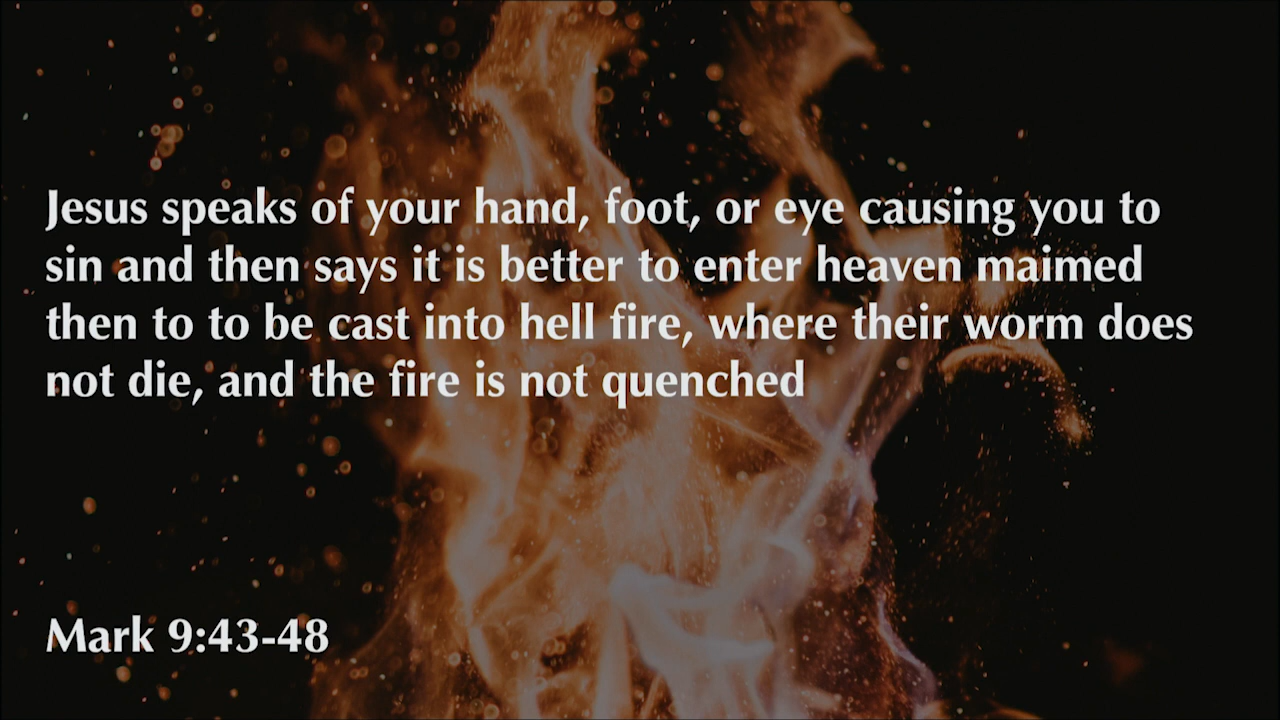 Jesus speaks of your hand, foot, or eye causing you to
sin and then says it is better to enter heaven maimed
then to to be cast into hell fire, where their worm does
not die, and the fire is not quenched
Mark 9:43-48